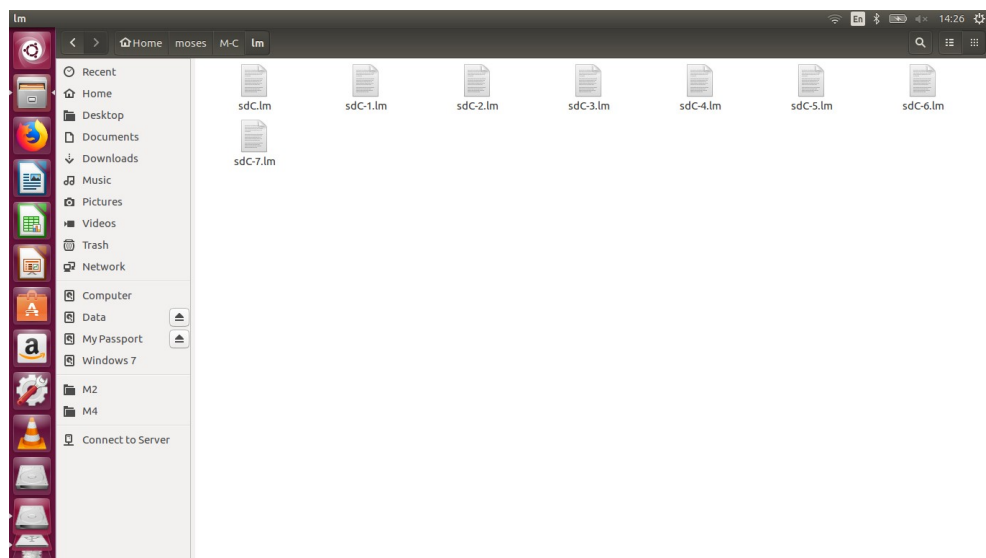 lm
En
14:26
Home moses M-C lm
Recent
Home
Desktop
Documents
Downloads
Music
Pictures
Videos
Trash
Network
Computer
Data
My Passport
Windows 7
M2
M4
Connect to Server
sdC.lm sdC-1.lm sdC-2.lm sdC-3.lm sdC-4.lm sdC-5.lm sdC-6.lm
sdC-7.lm